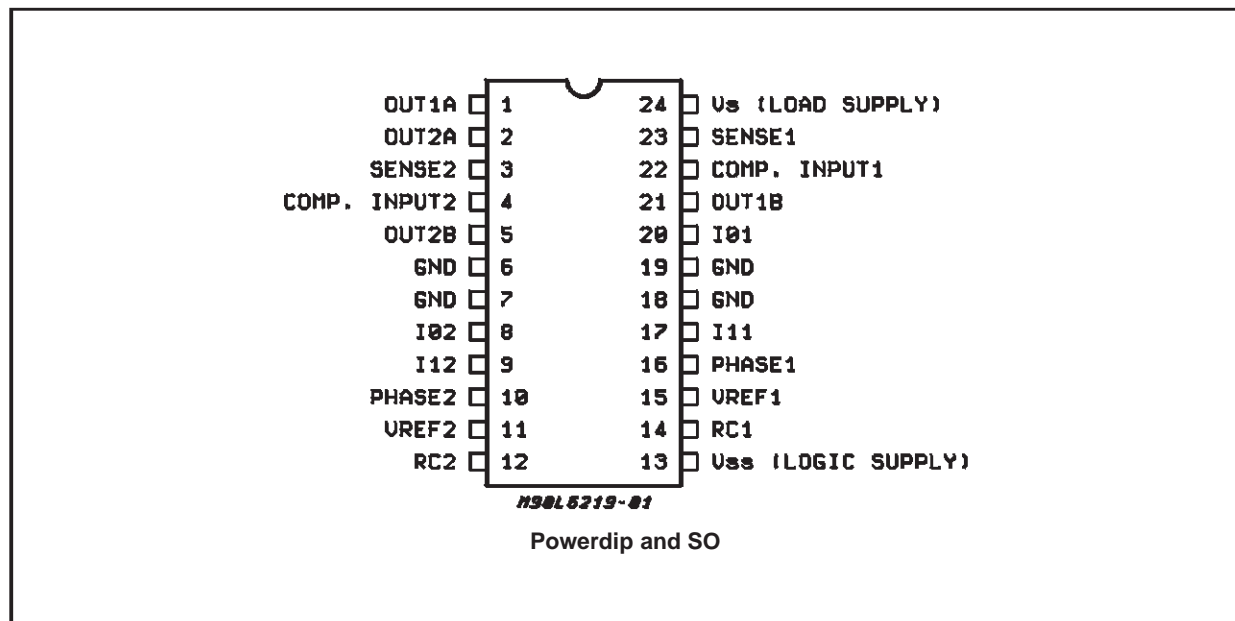 OUT1A 1 24 Vs (LOAD SUPPLY)
OUT2A 2 23 SENSE1
SENSE2 3 22 COMP. INPUT1
COMP. INPUT2 4 21 OUT1B
OUT2B 5 20 I01
GND 6 19 GND
GND 7 18 GND
I02 8 17 I11
I12 9 16 PHASE1
PHASE2 10 15 VREF1
VREF2 11 14 RC1
RC2 12 13 Vss (LOGIC SUPPLY)
M90L6219-01
Powerdip and SO